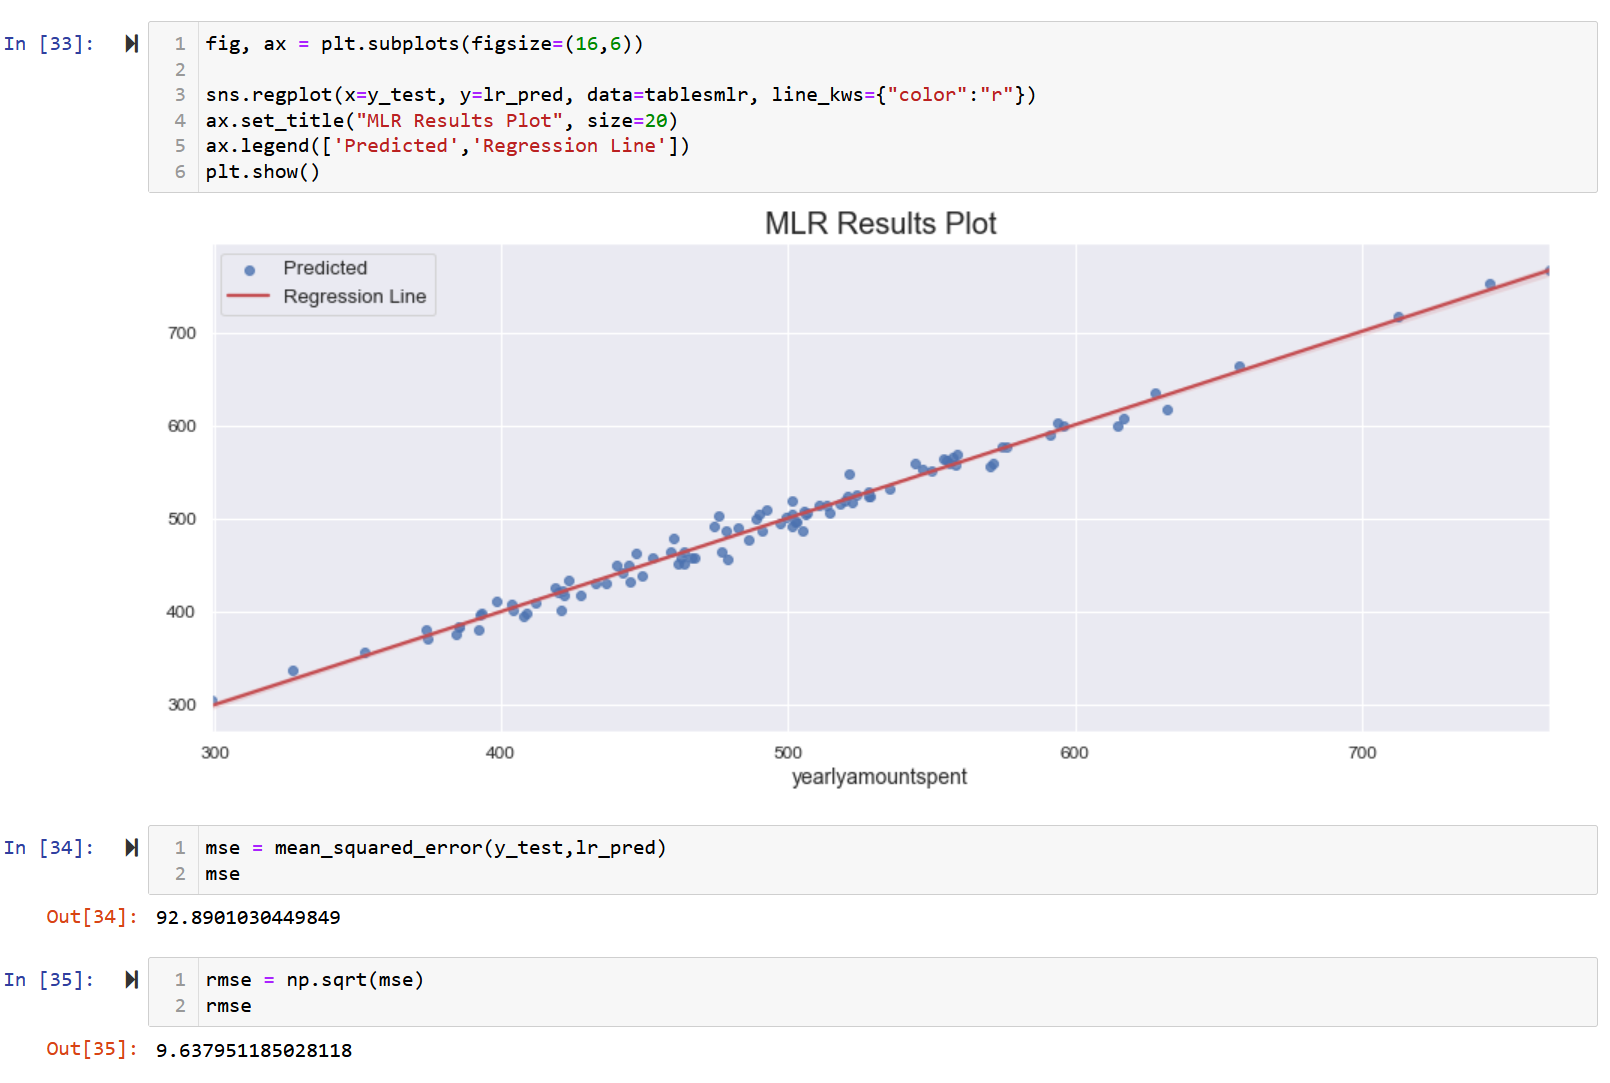 In [33]:
1 fig, ax = plt.subplots(figsize=(16,6))
2
3 sns.regplot(x=y_test, y=lr_pred, data=tablesmlr, line_kws={"color":"r"})
4 ax.set_title("MLR Results Plot", size=20)
5 ax.legend(['Predicted','Regression Line'])
6 plt.show()
MLR Results Plot
Predicted
Regression Line
700
600
500
400
300
300 400 500 600 700
yearlyamountspent
In [34]:
1 mse = mean_squared_error(y_test,lr_pred)
2 mse
Out[34]: 92.8901030449849
In [35]:
1 rmse = np.sqrt(mse)
2 rmse
Out[35]: 9.637951185028118